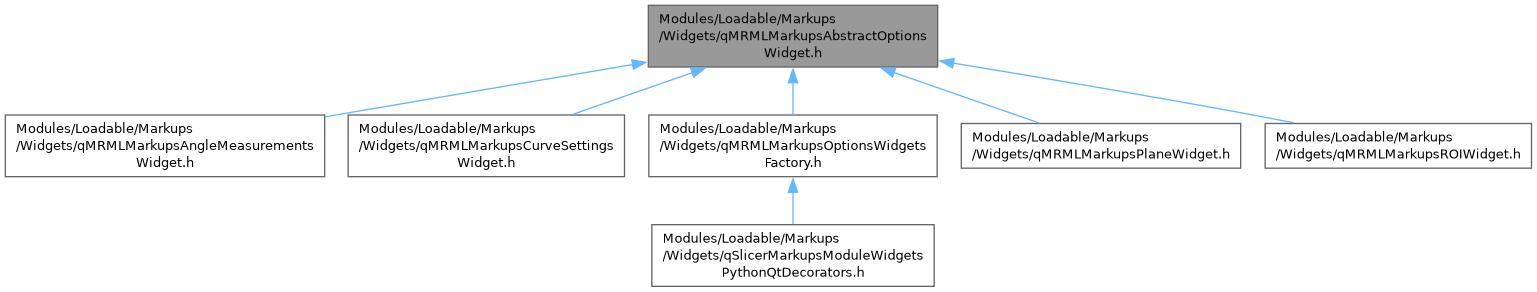 Modules/Loadable/Markups
/Widgets/qMRMLMarkupsAbstractOptions
Widget.h
Modules/Loadable/Markups
/Widgets/qMRMLMarkupsAngleMeasurements
Widget.h
Modules/Loadable/Markups
/Widgets/qMRMLMarkupsCurveSettings
Widget.h
Modules/Loadable/Markups
/Widgets/qMRMLMarkupsOptionsWidgets
Factory.h
Modules/Loadable/Markups
/Widgets/qMRMLMarkupsPlaneWidget.h
Modules/Loadable/Markups
/Widgets/qMRMLMarkupsROIWidget.h
Modules/Loadable/Markups
/Widgets/qSlicerMarkupsModuleWidgets
PythonQtDecorators.h